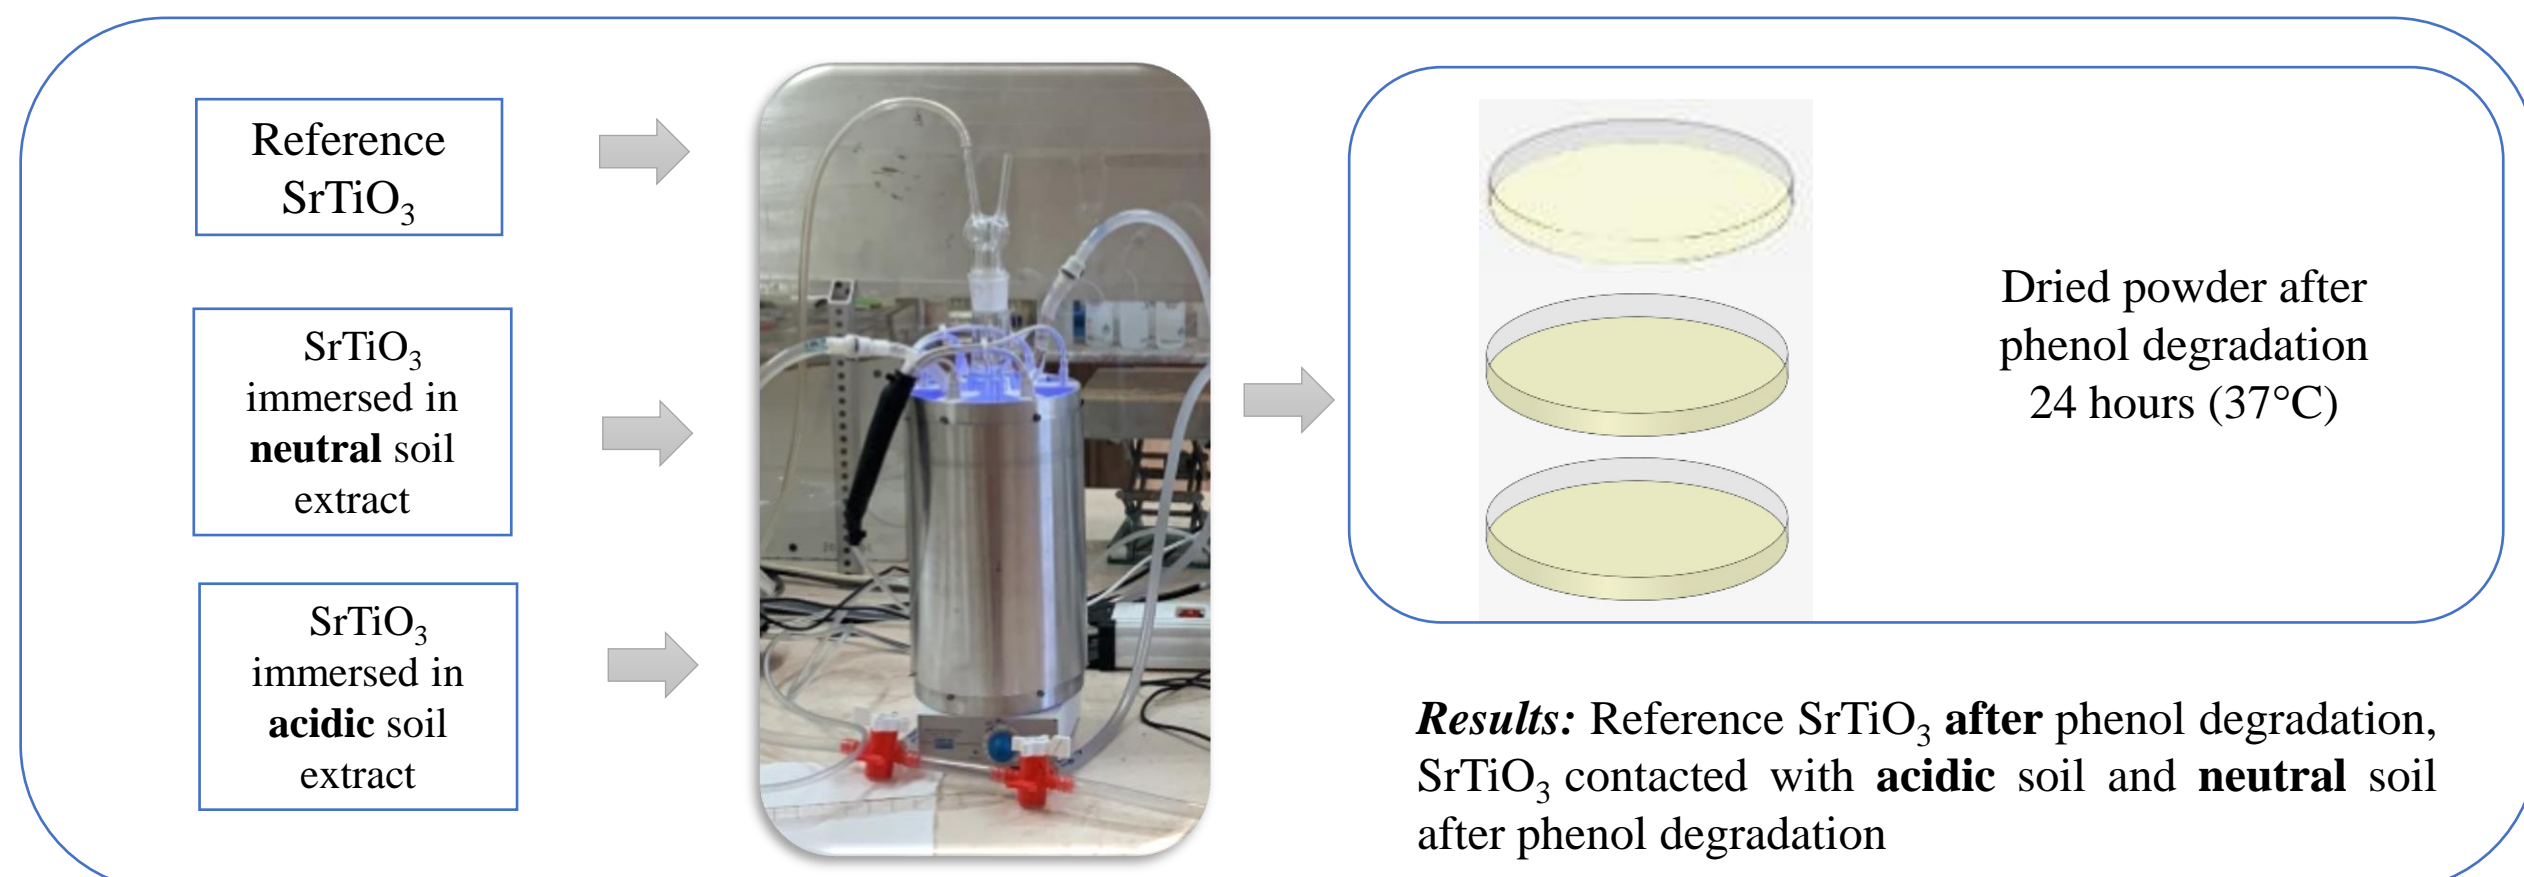 Reference
SrTiO₃
SrTiO₃
immersed in
neutral soil
extract
SrTiO₃
immersed in
acidic soil
extract
Dried powder after
phenol degradation
24 hours (37°C)
Results: Reference SrTiO₃ after phenol degradation,
SrTiO₃ contacted with acidic soil and neutral soil
after phenol degradation